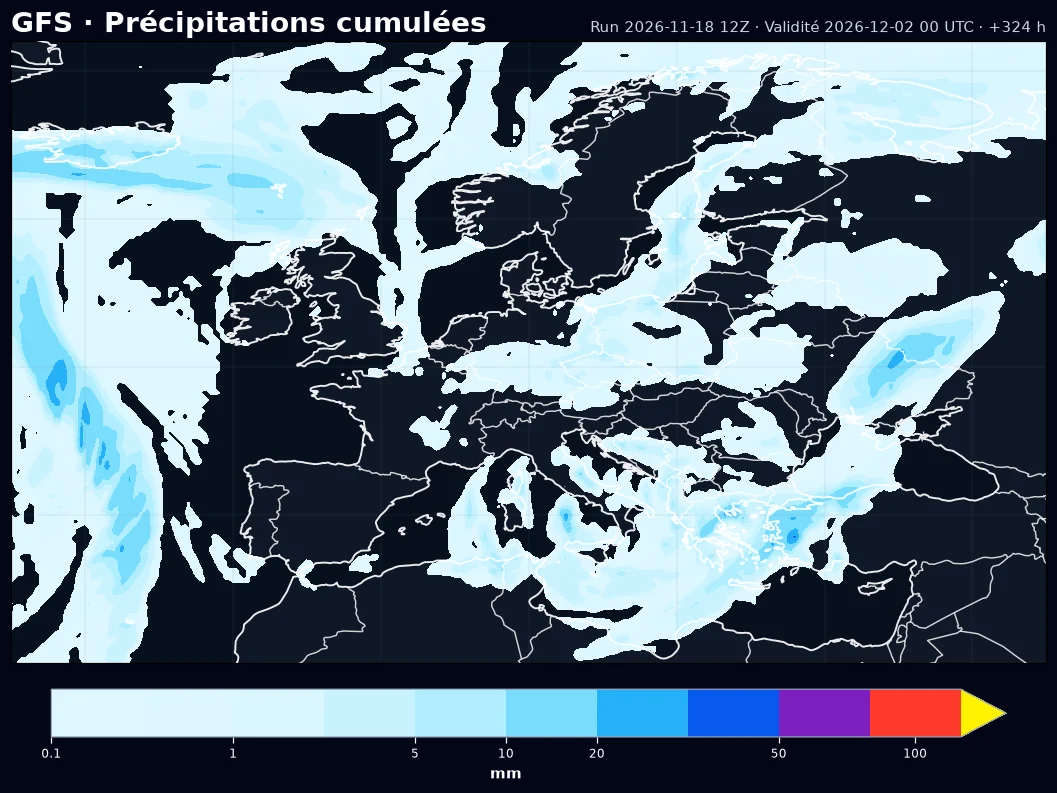 GFS · Précipitations cumulées
Run 2026-11-18 12Z · Validité 2026-12-02 00 UTC · +324 h
0.1 1 5 10 20 50 100
mm